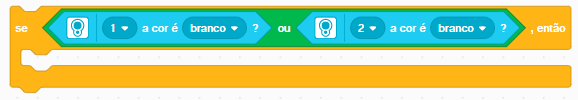 se 1 a cor é branco ? ou 2 a cor é branco ? , então